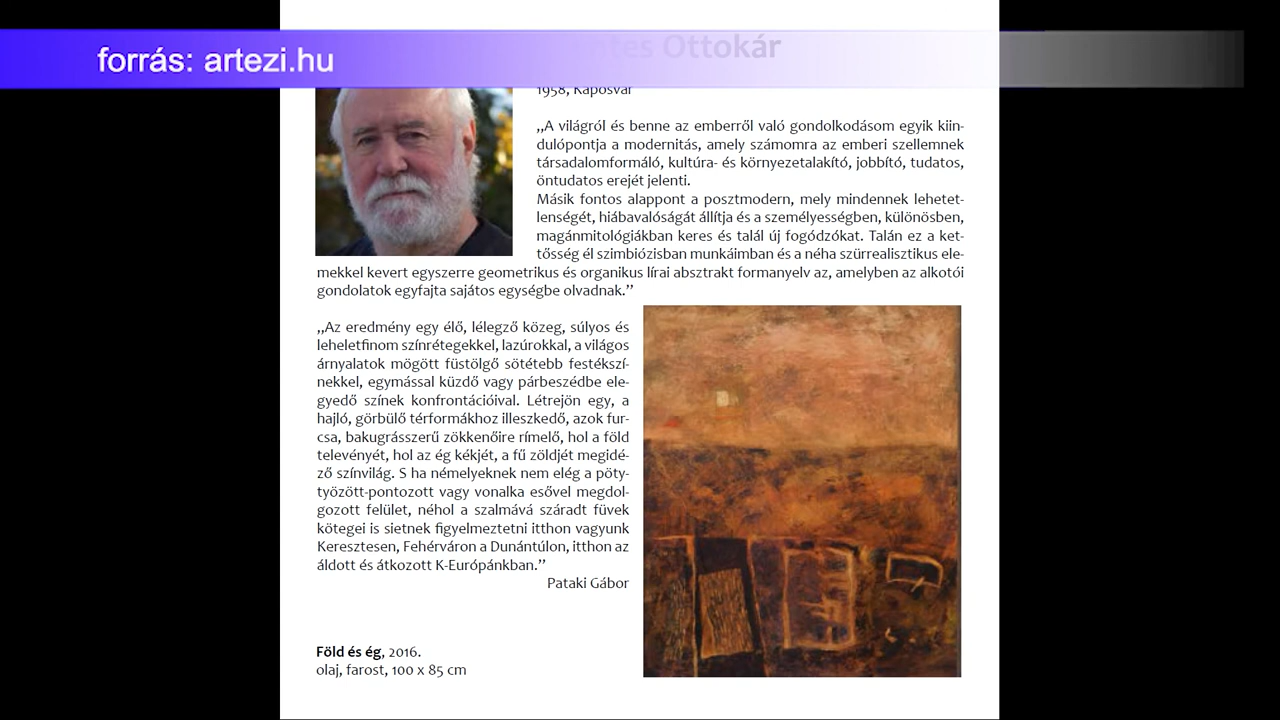 forrás: artezi.hu
Ottokár
1958, Kaposvár
„A világról és benne az emberről való gondolkodásom egyik kiin-
dulópontja a modernitás, amely számomra az emberi szellemnek
társadalomformáló, kultúra- és környezetalakító, jobbító, tudatos,
öntudatos erejét jelenti.
Másik fontos alappont a posztmodern, mely mindennek lehetet-
lenségét, hiábavalóságát állítja és a személyességben, különösben,
magánmitológiákban keres és talál új fogódzókat. Talán ez a ket-
tősség él szimbiózisban munkáimban és a néha szürrealisztikus ele-
mekkel kevert egyszerre geometrikus és organikus lírai absztrakt formanyelv az, amelyben az alkotói
gondolatok egyfajta sajátos egységbe olvadnak.”
„Az eredmény egy élő, lélegző közeg, súlyos és
leheletfinom színrétegekkel, lazúrokkal, a világos
árnyalatok mögött füstölgő sötétebb festékszí-
nekkel, egymással küzdő vagy párbeszédbe ele-
gyedő színek konfrontációival. Létrejön egy, a
hajló, görbülő térformákhoz illeszkedő, azok fur-
csa, bakugrásszerű zökkenőire rímelő, hol a föld
televényét, hol az ég kékjét, a fű zöldjét megidé-
ző színvilág. S ha némelyeknek nem elég a pöty-
työzött-pontozott vagy vonalka esővel megdol-
gozott felület, néhol a szalmává száradt füvek
kötegei is sietnek figyelmeztetni itthon vagyunk
Keresztesen, Fehérváron a Dunántúlon, itthon az
áldott és átkozott K-Európánkban.”
Pataki Gábor
Föld és ég, 2016.
olaj, farost, 100 x 85 cm